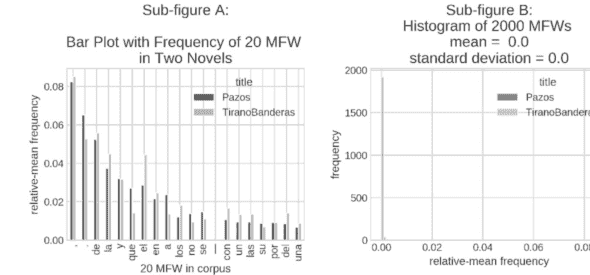 Sub-figure A:
Bar Plot with Frequency of 20 MFW
in Two Novels
title
Pazos
TiranoBanderas
relative-mean frequency
0.08
0.06
0.04
0.02
0.00
,
.
de
la
y
que
el
en
a
los
no
se
—
con
un
las
su
por
del
una
20 MFW in corpus
Sub-figure B:
Histogram of 2000 MFWs
mean = 0.0
standard deviation = 0.0
title
Pazos
TiranoBandera
frequency
2000
1500
1000
500
0
0.00 0.02 0.04 0.06 0.08
relative-mean frequency